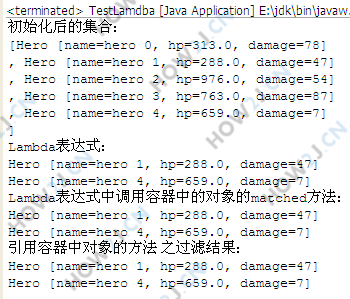 <terminated> TestLamdba [Java Application] E:\jdk\bin\javaw.
初始化后的集合:
[Hero [name=hero 0, hp=313.0, damage=78]
, Hero [name=hero 1, hp=288.0, damage=47]
, Hero [name=hero 2, hp=976.0, damage=54]
, Hero [name=hero 3, hp=763.0, damage=87]
, Hero [name=hero 4, hp=659.0, damage=7]
]
Lambda表达式:
Hero [name=hero 1, hp=288.0, damage=47]
Hero [name=hero 4, hp=659.0, damage=7]
Lambda表达式中调用容器中的对象的matched方法:
Hero [name=hero 1, hp=288.0, damage=47]
Hero [name=hero 4, hp=659.0, damage=7]
引用容器中对象的方法 之过滤结果:
Hero [name=hero 1, hp=288.0, damage=47]
Hero [name=hero 4, hp=659.0, damage=7]